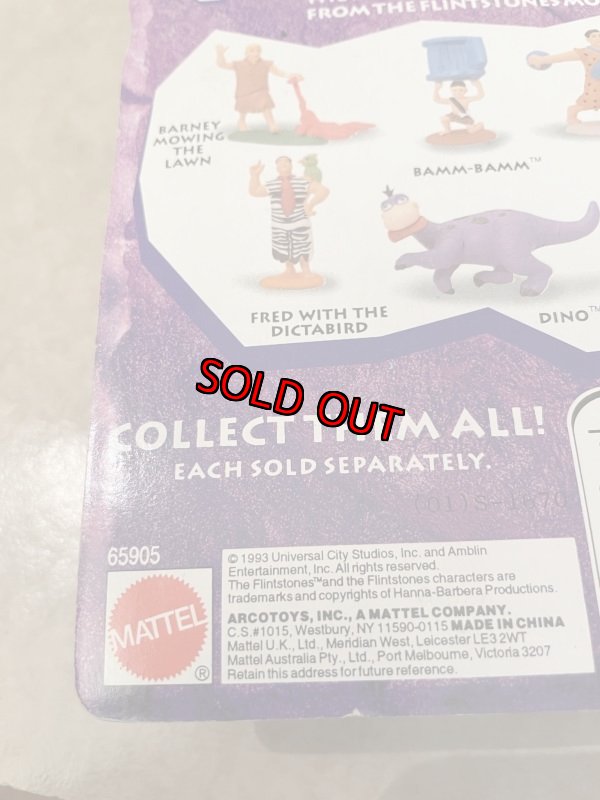 FROM THE FLINTSTONES
BARNEY
MOWING
THE
LAWN
BAMM-BAMM™
FRED WITH THE
DICTABIRD
DINO™
SOLD OUT
COLLECT THEM ALL!
EACH SOLD SEPARATELY.
65905
MATTEL
®
© 1993 Universal City Studios, Inc. and Amblin
Entertainment, Inc. All rights reserved.
The Flintstones™and the Flintstones characters are
trademarks and copyrights of Hanna-Barbera Productions.
ARCOTOYS, INC., A MATTEL COMPANY.
C.S.#1015, Westbury, NY 11590-0115 MADE IN CHINA
Mattel U.K., Ltd., Meridian West, Leicester LE3 2WT
Mattel Australia Pty., Ltd., Port Melbourne, Victoria 3207
Retain this address for future reference.